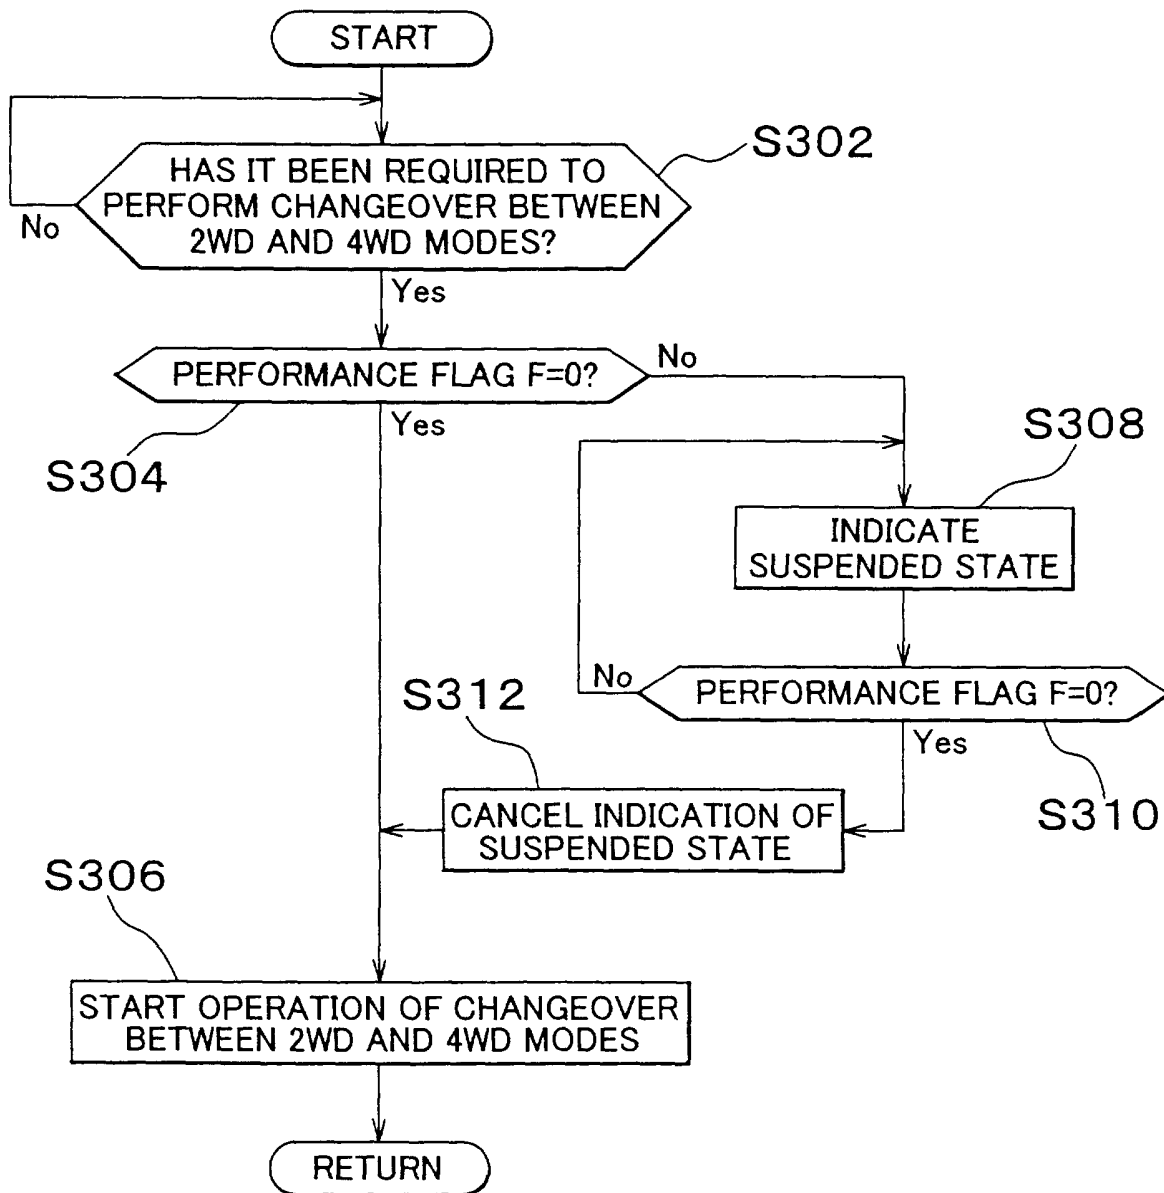 START
S302
HAS IT BEEN REQUIRED TO
PERFORM CHANGEOVER BETWEEN
2WD AND 4WD MODES?
No
Yes
PERFORMANCE FLAG F=0?
No
Yes
S304
S308
INDICATE
SUSPENDED STATE
No
PERFORMANCE FLAG F=0?
Yes
S310
S312
CANCEL INDICATION OF
SUSPENDED STATE
S306
START OPERATION OF CHANGEOVER
BETWEEN 2WD AND 4WD MODES
RETURN